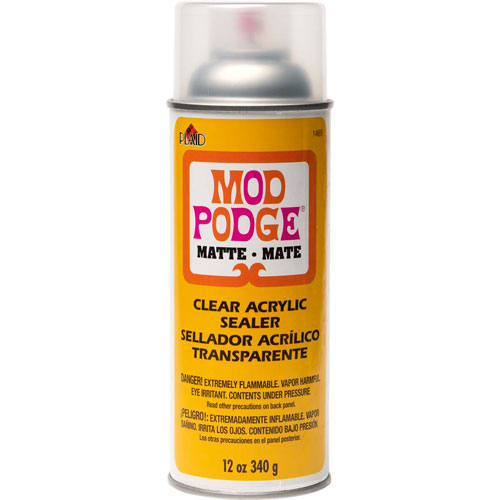 PLAID
1469
MOD
PODGE®
MATTE • MATE
CLEAR ACRYLIC
SEALER
SELLADOR ACRÍLICO
TRANSPARENTE
DANGER! EXTREMELY FLAMMABLE. VAPOR HARMFUL.
EYE IRRITANT. CONTENTS UNDER PRESSURE.
Read other precautions on back panel.
¡PELIGRO!: EXTREMADAMENTE INFLAMABLE. VAPOR
DAÑINO. IRRITA LOS OJOS. CONTENIDO BAJO PRESIÓN.
Lea otras precauciones en el panel posterior.
12 oz 340 g